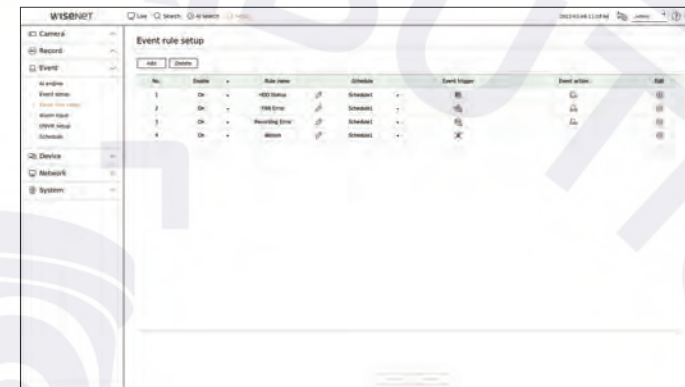 WISENET
Live Search AI search
Camera
Record
Event
AI engine
Event setup
Event rule setup
Alarm input
Schedule
Device
Network
System
Event rule setup
Add Delete
No. Enable Rule name Schedule Event trigger Event action Edit
1 On HDD Status Schedule1
2 On FAN Error Schedule1
3 On Recording Error Schedule1
4 On Schedule1